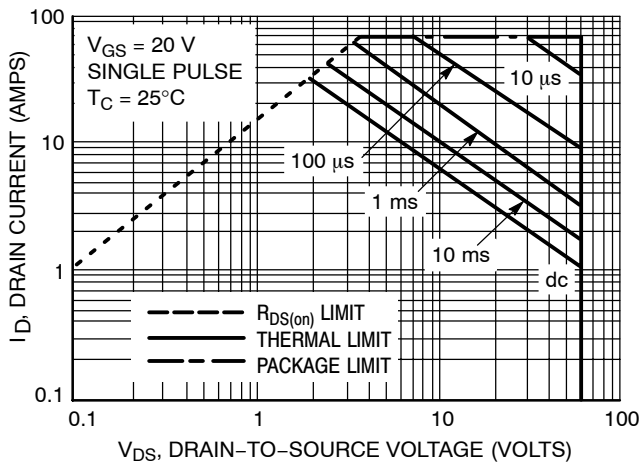 100
10
1
0.1
I_D, DRAIN CURRENT (AMPS)
V_GS = 20 V
SINGLE PULSE
T_C = 25°C
10 µs
100 µs
1 ms
10 ms
dc
R_DS(on) LIMIT
THERMAL LIMIT
PACKAGE LIMIT
0.1 1 10 100
V_DS, DRAIN−TO−SOURCE VOLTAGE (VOLTS)